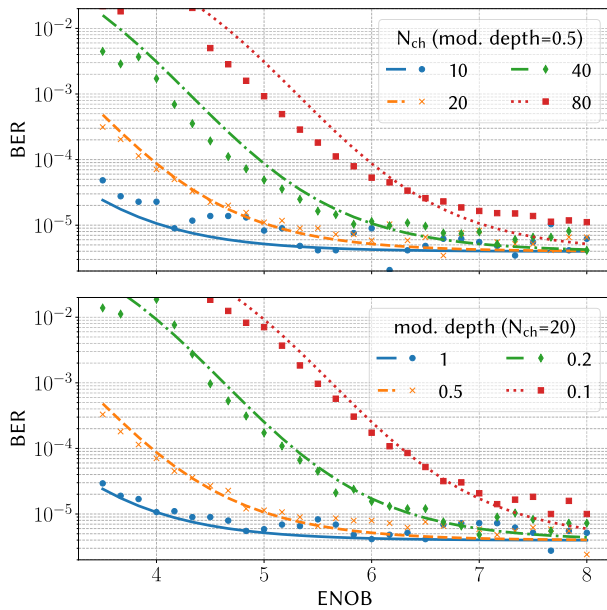 10⁻²
10⁻³
10⁻⁴
10⁻⁵
BER
N_ch (mod. depth=0.5)
10 40
20 80
10⁻²
10⁻³
10⁻⁴
10⁻⁵
BER
mod. depth (N_ch=20)
1 0.2
0.5 0.1
4 5 6 7 8
ENOB